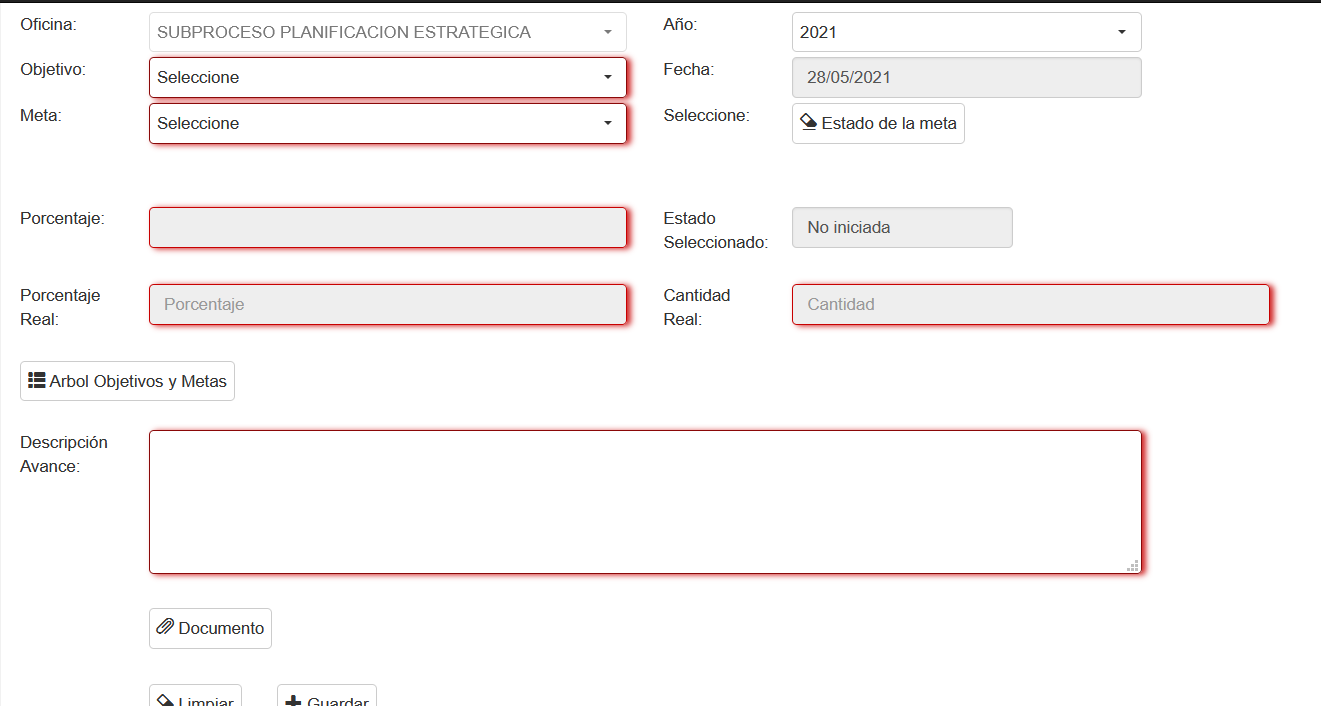 Oficina:
SUBPROCESO PLANIFICACION ESTRATEGICA
Año:
2021
Objetivo:
Seleccione
Fecha:
28/05/2021
Meta:
Seleccione
Seleccione:
Estado de la meta
Porcentaje:
Estado
Seleccionado:
No iniciada
Porcentaje
Real:
Porcentaje
Cantidad
Real:
Cantidad
Arbol Objetivos y Metas
Descripción
Avance:
Documento
Limpiar
Guardar